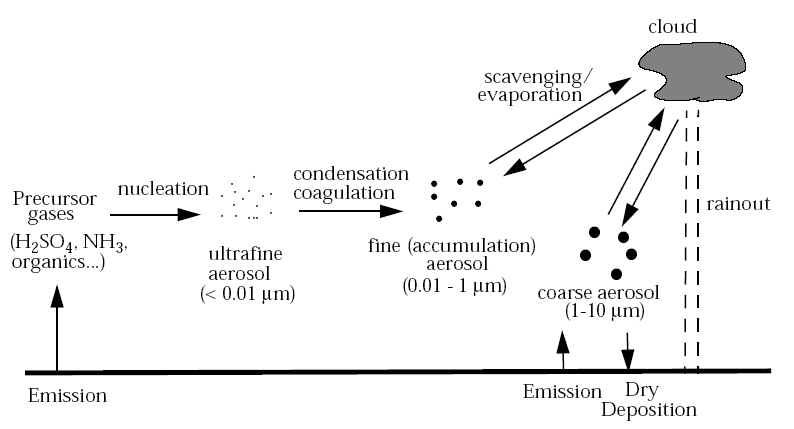 cloud
scavenging/
evaporation
condensation
coagulation
nucleation
Precursor
gases
(H₂SO₄, NH₃,
organics...)
rainout
ultrafine
aerosol
(< 0.01 µm)
fine (accumulation)
aerosol
(0.01 - 1 µm)
coarse aerosol
(1-10 µm)
Emission
Emission
Dry
Deposition